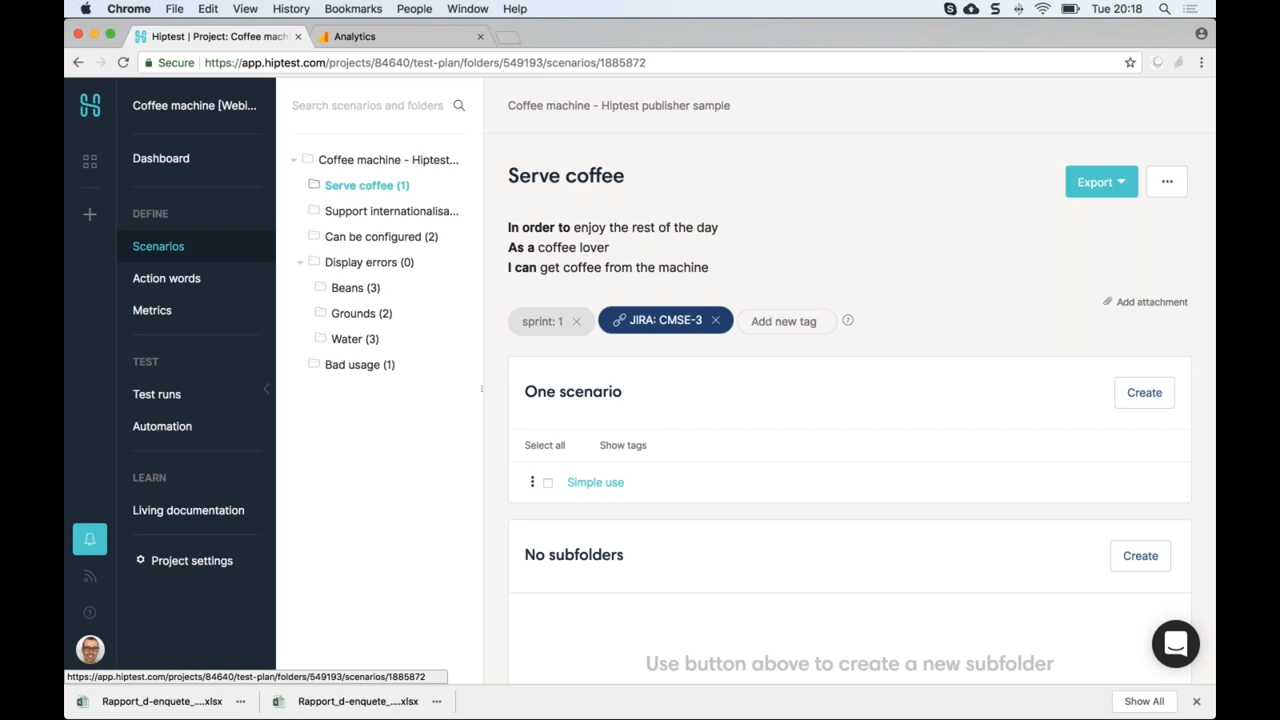 Chrome File Edit View History Bookmarks People Window Help Tue 20:18
Hiptest | Project: Coffee mach Analytics
Secure https://app.hiptest.com/projects/84640/test-plan/folders/549193/scenarios/1885872
Coffee machine [Webi...
Dashboard
DEFINE
Scenarios
Action words
Metrics
TEST
Test runs
Automation
LEARN
Living documentation
Project settings
Search scenarios and folders
Coffee machine - Hiptest...
Serve coffee (1)
Support internationalisa...
Can be configured (2)
Display errors (0)
Beans (3)
Grounds (2)
Water (3)
Bad usage (1)
Coffee machine - Hiptest publisher sample
Serve coffee
Export
In order to enjoy the rest of the day
As a coffee lover
I can get coffee from the machine
Add attachment
sprint: 1 JIRA: CMSE-3 Add new tag
One scenario Create
Select all Show tags
Simple use
No subfolders Create
Use button above to create a new subfolder
https://app.hiptest.com/projects/84640/test-plan/folders/549193/scenarios/1885872
Rapport_d-enquete_....xlsx Rapport_d-enquete_....xlsx Show All